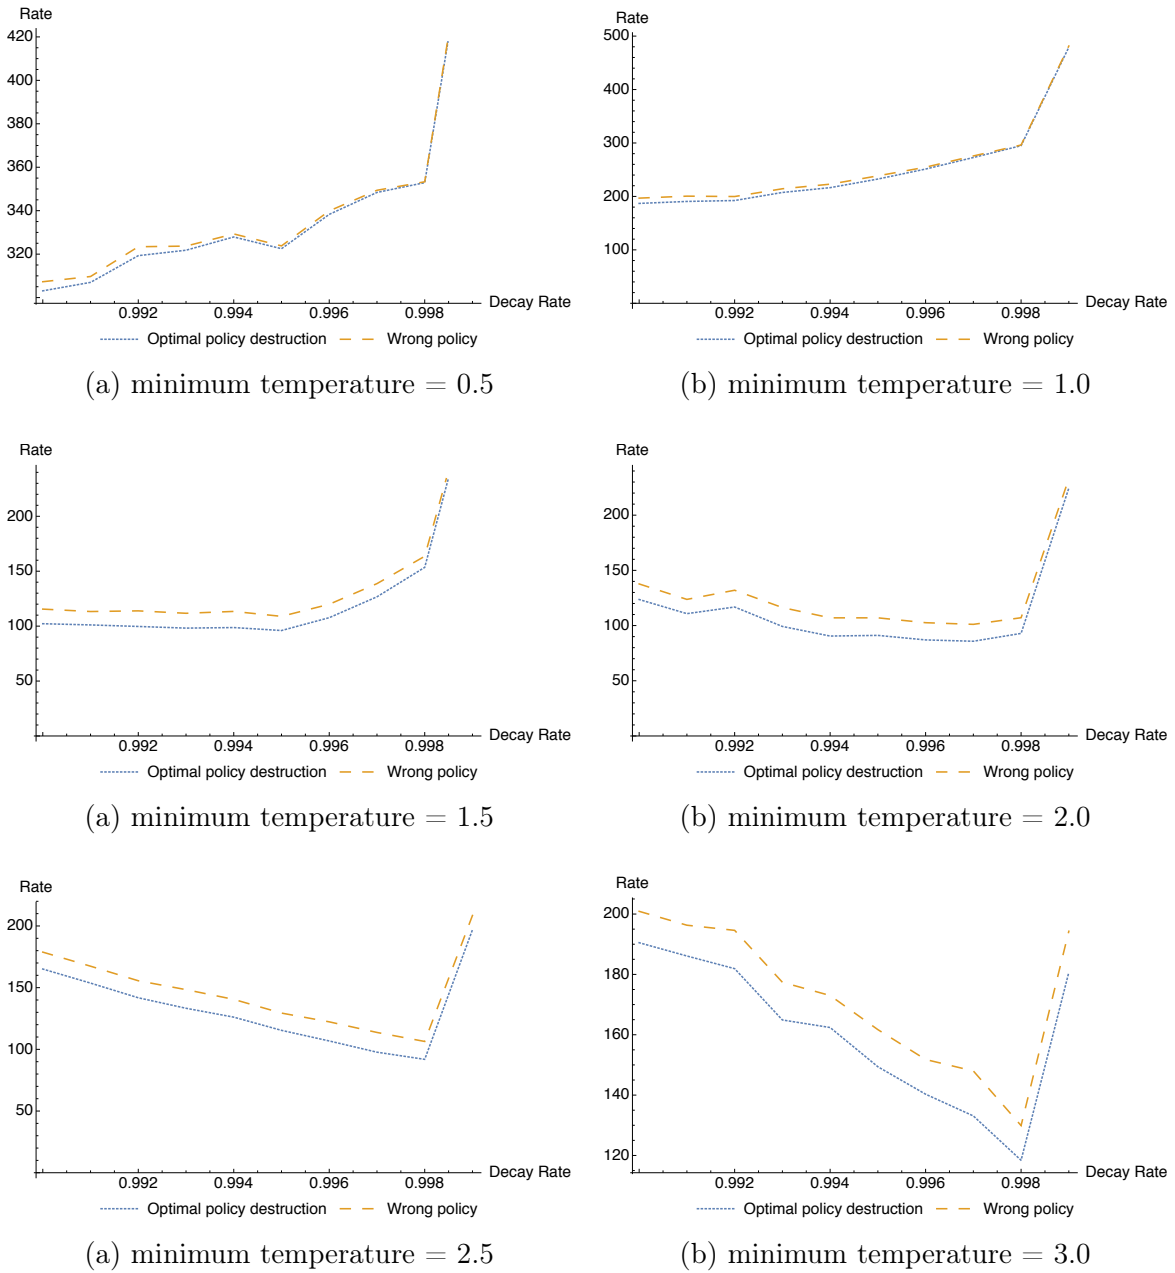 Rate
420
400
380
360
340
320
0.992 0.994 0.996 0.998 Decay Rate
Optimal policy destruction Wrong policy
(a) minimum temperature = 0.5
Rate
500
400
300
200
100
0.992 0.994 0.996 0.998 Decay Rate
Optimal policy destruction Wrong policy
(b) minimum temperature = 1.0
Rate
200
150
100
50
0.992 0.994 0.996 0.998 Decay Rate
Optimal policy destruction Wrong policy
(a) minimum temperature = 1.5
Rate
200
150
100
50
0.992 0.994 0.996 0.998 Decay Rate
Optimal policy destruction Wrong policy
(b) minimum temperature = 2.0
Rate
200
150
100
50
0.992 0.994 0.996 0.998 Decay Rate
Optimal policy destruction Wrong policy
(a) minimum temperature = 2.5
Rate
200
180
160
140
120
0.992 0.994 0.996 0.998 Decay Rate
Optimal policy destruction Wrong policy
(b) minimum temperature = 3.0